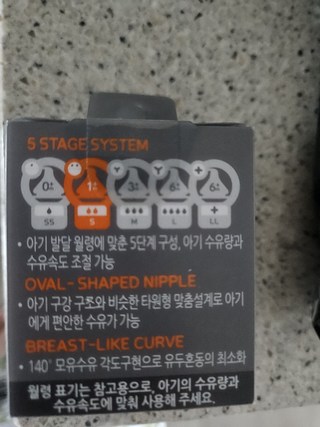 5 STAGE SYSTEM
0+ 1+ 3+ 6+ 6+
SS S M L LL
• 아기 발달 월령에 맞춘 5단계 구성, 아기 수유량과
수유속도 조절 가능
OVAL - SHAPED NIPPLE
• 아기 구강 구조와 비슷한 타원형 맞춤설계로 아기
에게 편안한 수유가 가능
BREAST-LIKE CURVE
• 140˚ 모유수유 각도구현으로 유두혼동의 최소화
월령 표기는 참고용으로, 아기의 수유량과
수유속도에 맞춰 사용해 주세요.